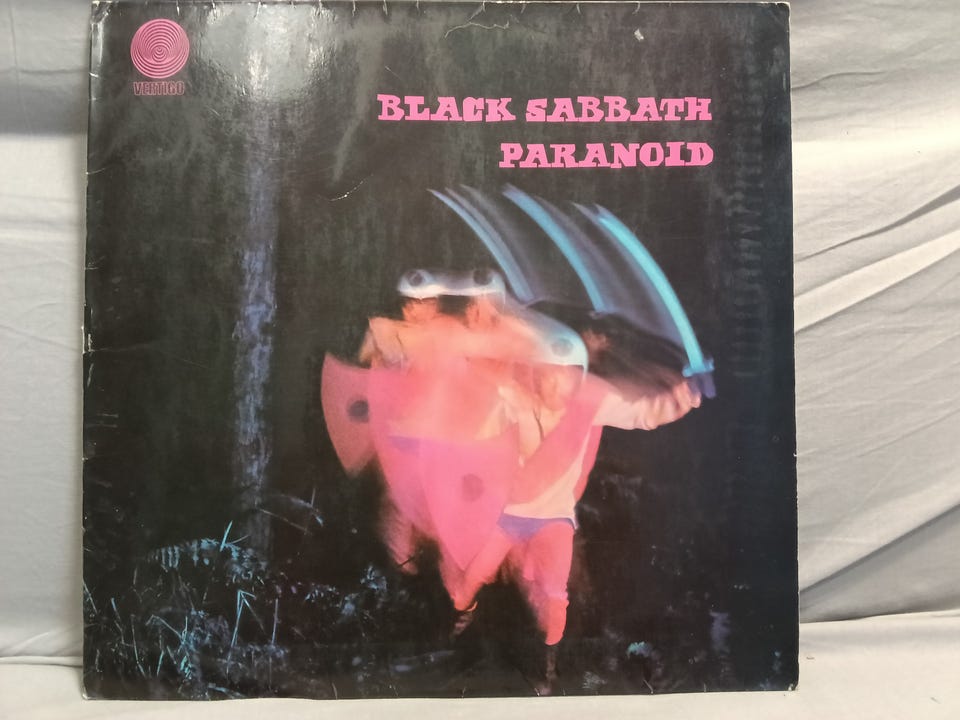 VERTIGO
BLACK SABBATH
PARANOID